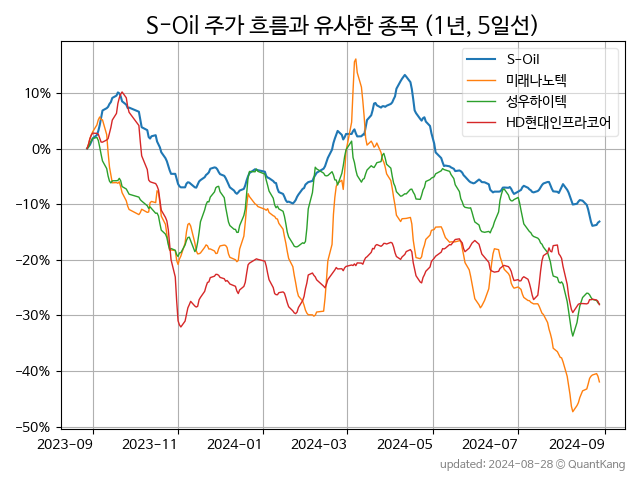 S-Oil 주가 흐름과 유사한 종목 (1년, 5일선)
S-Oil
미래나노텍
성우하이텍
HD현대인프라코어
10%
0%
-10%
-20%
-30%
-40%
-50%
2023-09 2023-11 2024-01 2024-03 2024-05 2024-07 2024-09
updated: 2024-08-28 © QuantKang